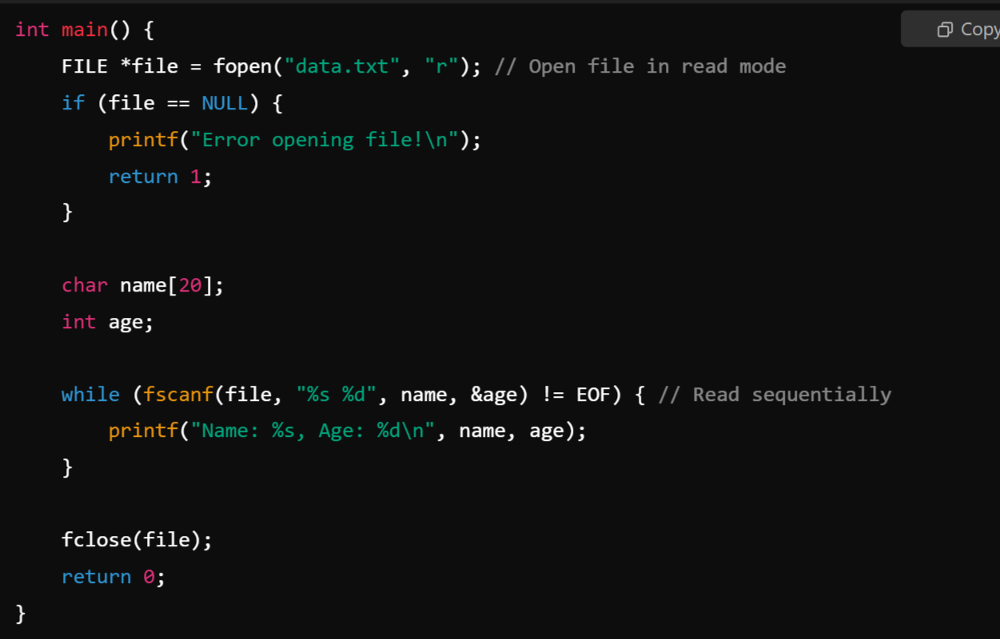 int main() {
Copy
    FILE *file = fopen("data.txt", "r"); // Open file in read mode
    if (file == NULL) {
        printf("Error opening file!\n");
        return 1;
    }
    char name[20];
    int age;
    while (fscanf(file, "%s %d", name, &age) != EOF) { // Read sequentially
        printf("Name: %s, Age: %d\n", name, age);
    }
    fclose(file);
    return 0;
}